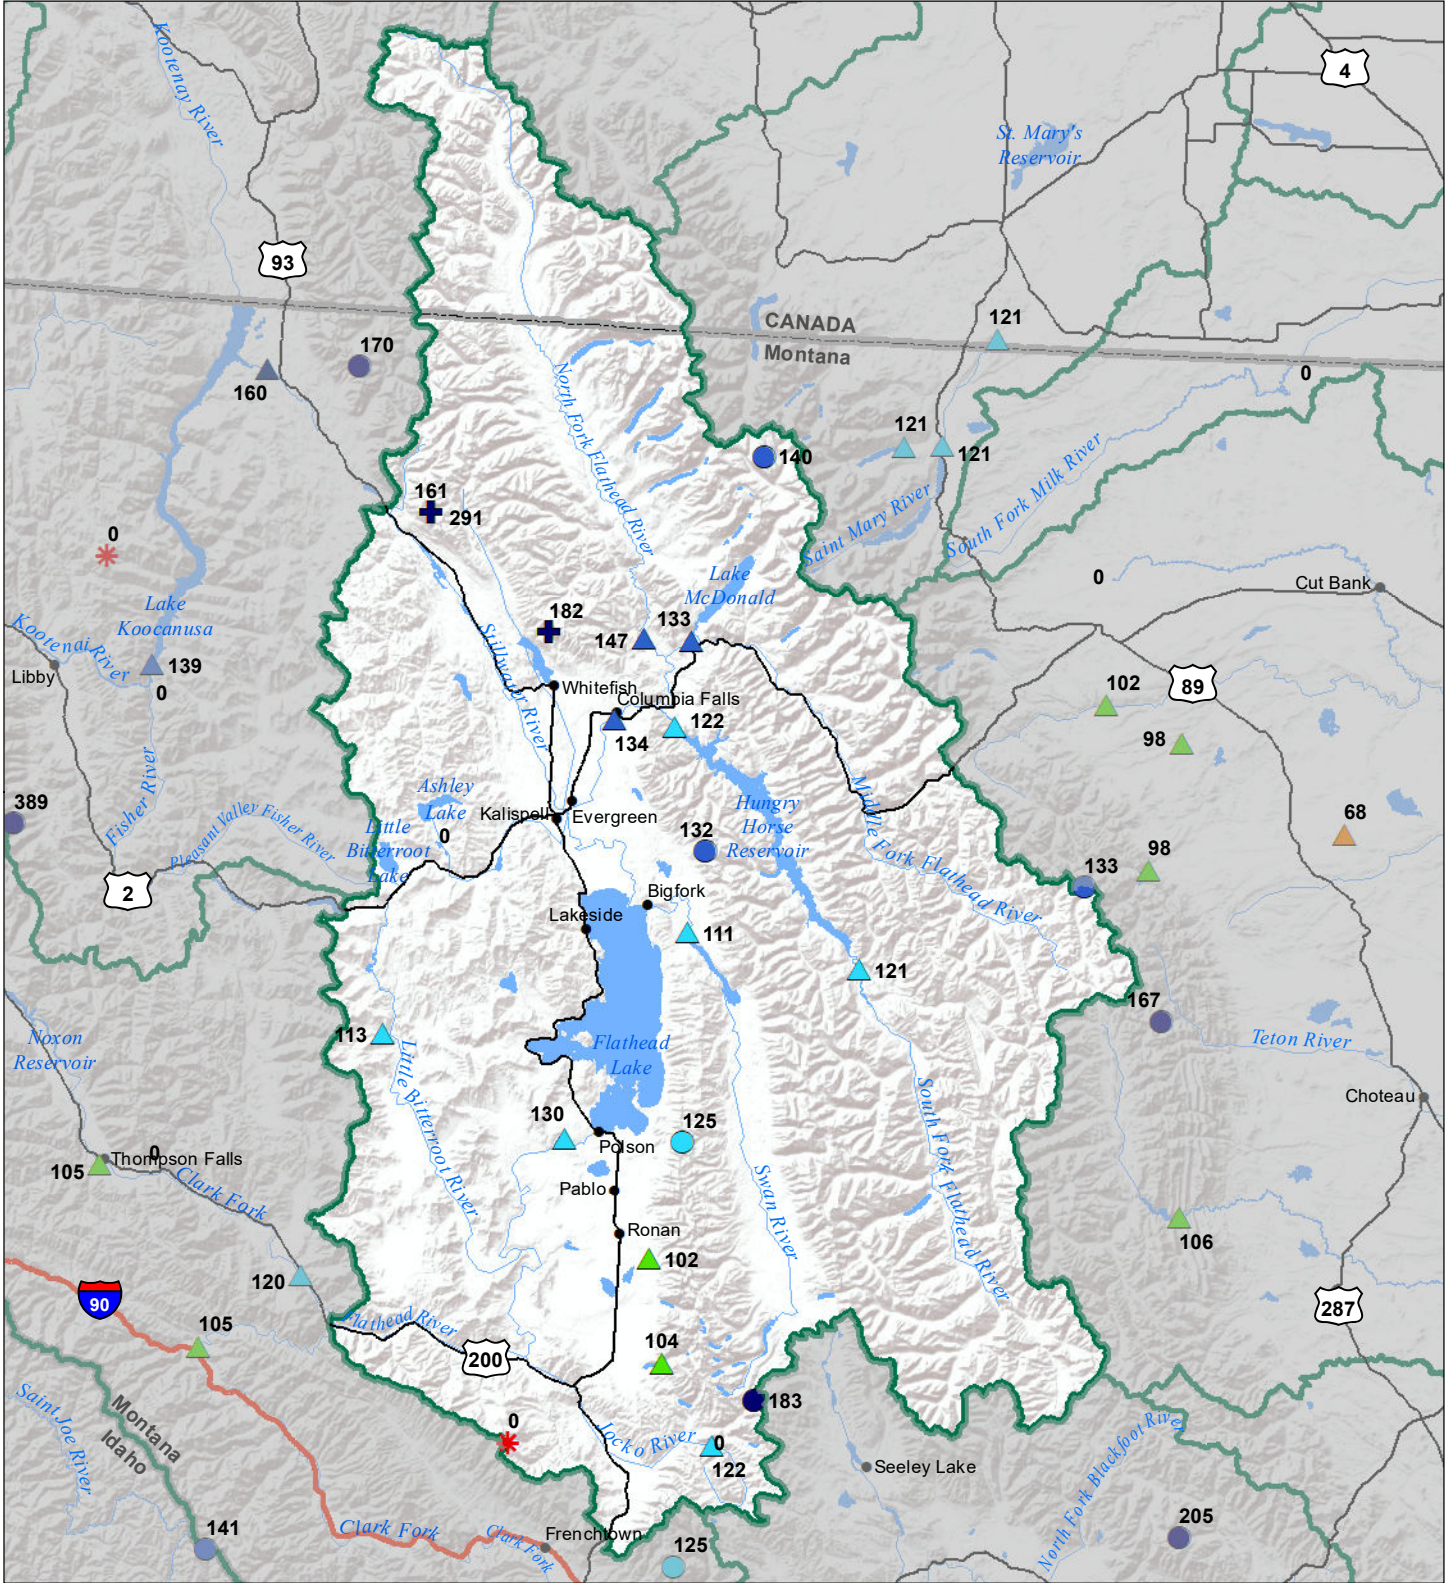 Kootenay River
4
St. Mary's
Reservoir
93
CANADA
Montana
121
170
160
0
North Fork Flathead River
121
121
140
South Fork Milk River
Saint Mary River
161
291
0
0
Cut Bank
Lake
McDonald
Lake
Koocanusa
182
147
133
Kootenai River
Libby
139
0
Stillwater River
Whitefish
Columbia Falls
122
134
102
89
98
Ashley
Lake
Hungry
Horse
Reservoir
Middle Fork Flathead River
389
Fisher River
Pleasant Valley Fisher River
Little
Bitterroot
Lake
0
Kalispell
Evergreen
132
68
98
133
2
Bigfork
Lakeside
111
121
167
Noxon
Reservoir
113
Little Bitterroot River
Flathead
Lake
Teton River
South Fork Flathead River
Choteau
130
125
Polson
0
Thompson Falls
105
Clark Fork
Pablo
Swan River
Ronan
102
106
120
90
287
105
Flathead River
200
104
183
Saint Joe River
Montana
Idaho
0
Jocko River
0
122
Seeley Lake
North Fork Blackfoot River
141
Clark Fork
Clark Fork
Frenchtown
125
205